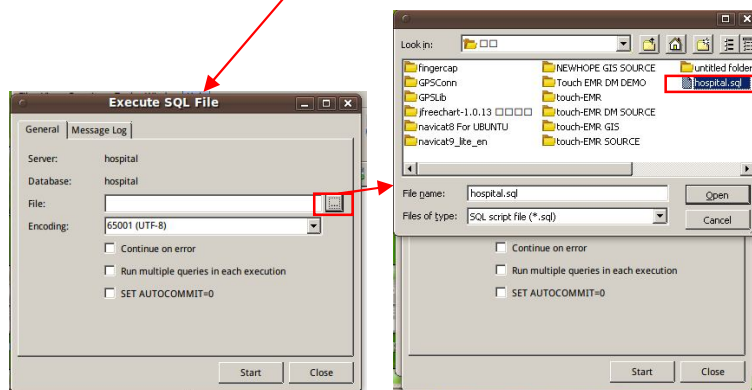 Execute SQL File
General Message Log
Server: hospital
Database: hospital
File: ...
Encoding: 65001 (UTF-8)
Continue on error
Run multiple queries in each execution
SET AUTOCOMMIT=0
Start Close
Look in: □□
fingercap NEWHOPE GIS SOURCE untitled folder
GPSConn Touch EMR DM DEMO hospital.sql
GPSLib touch-EMR
jfreechart-1.0.13 □□□□ touch-EMR DM SOURCE
navicat8 For UBUNTU touch-EMR GIS
navicat9_lite_en touch-EMR SOURCE
File name: hospital.sql Open
Files of type: SQL script file (*.sql) Cancel
Continue on error
Run multiple queries in each execution
SET AUTOCOMMIT=0
Start Close